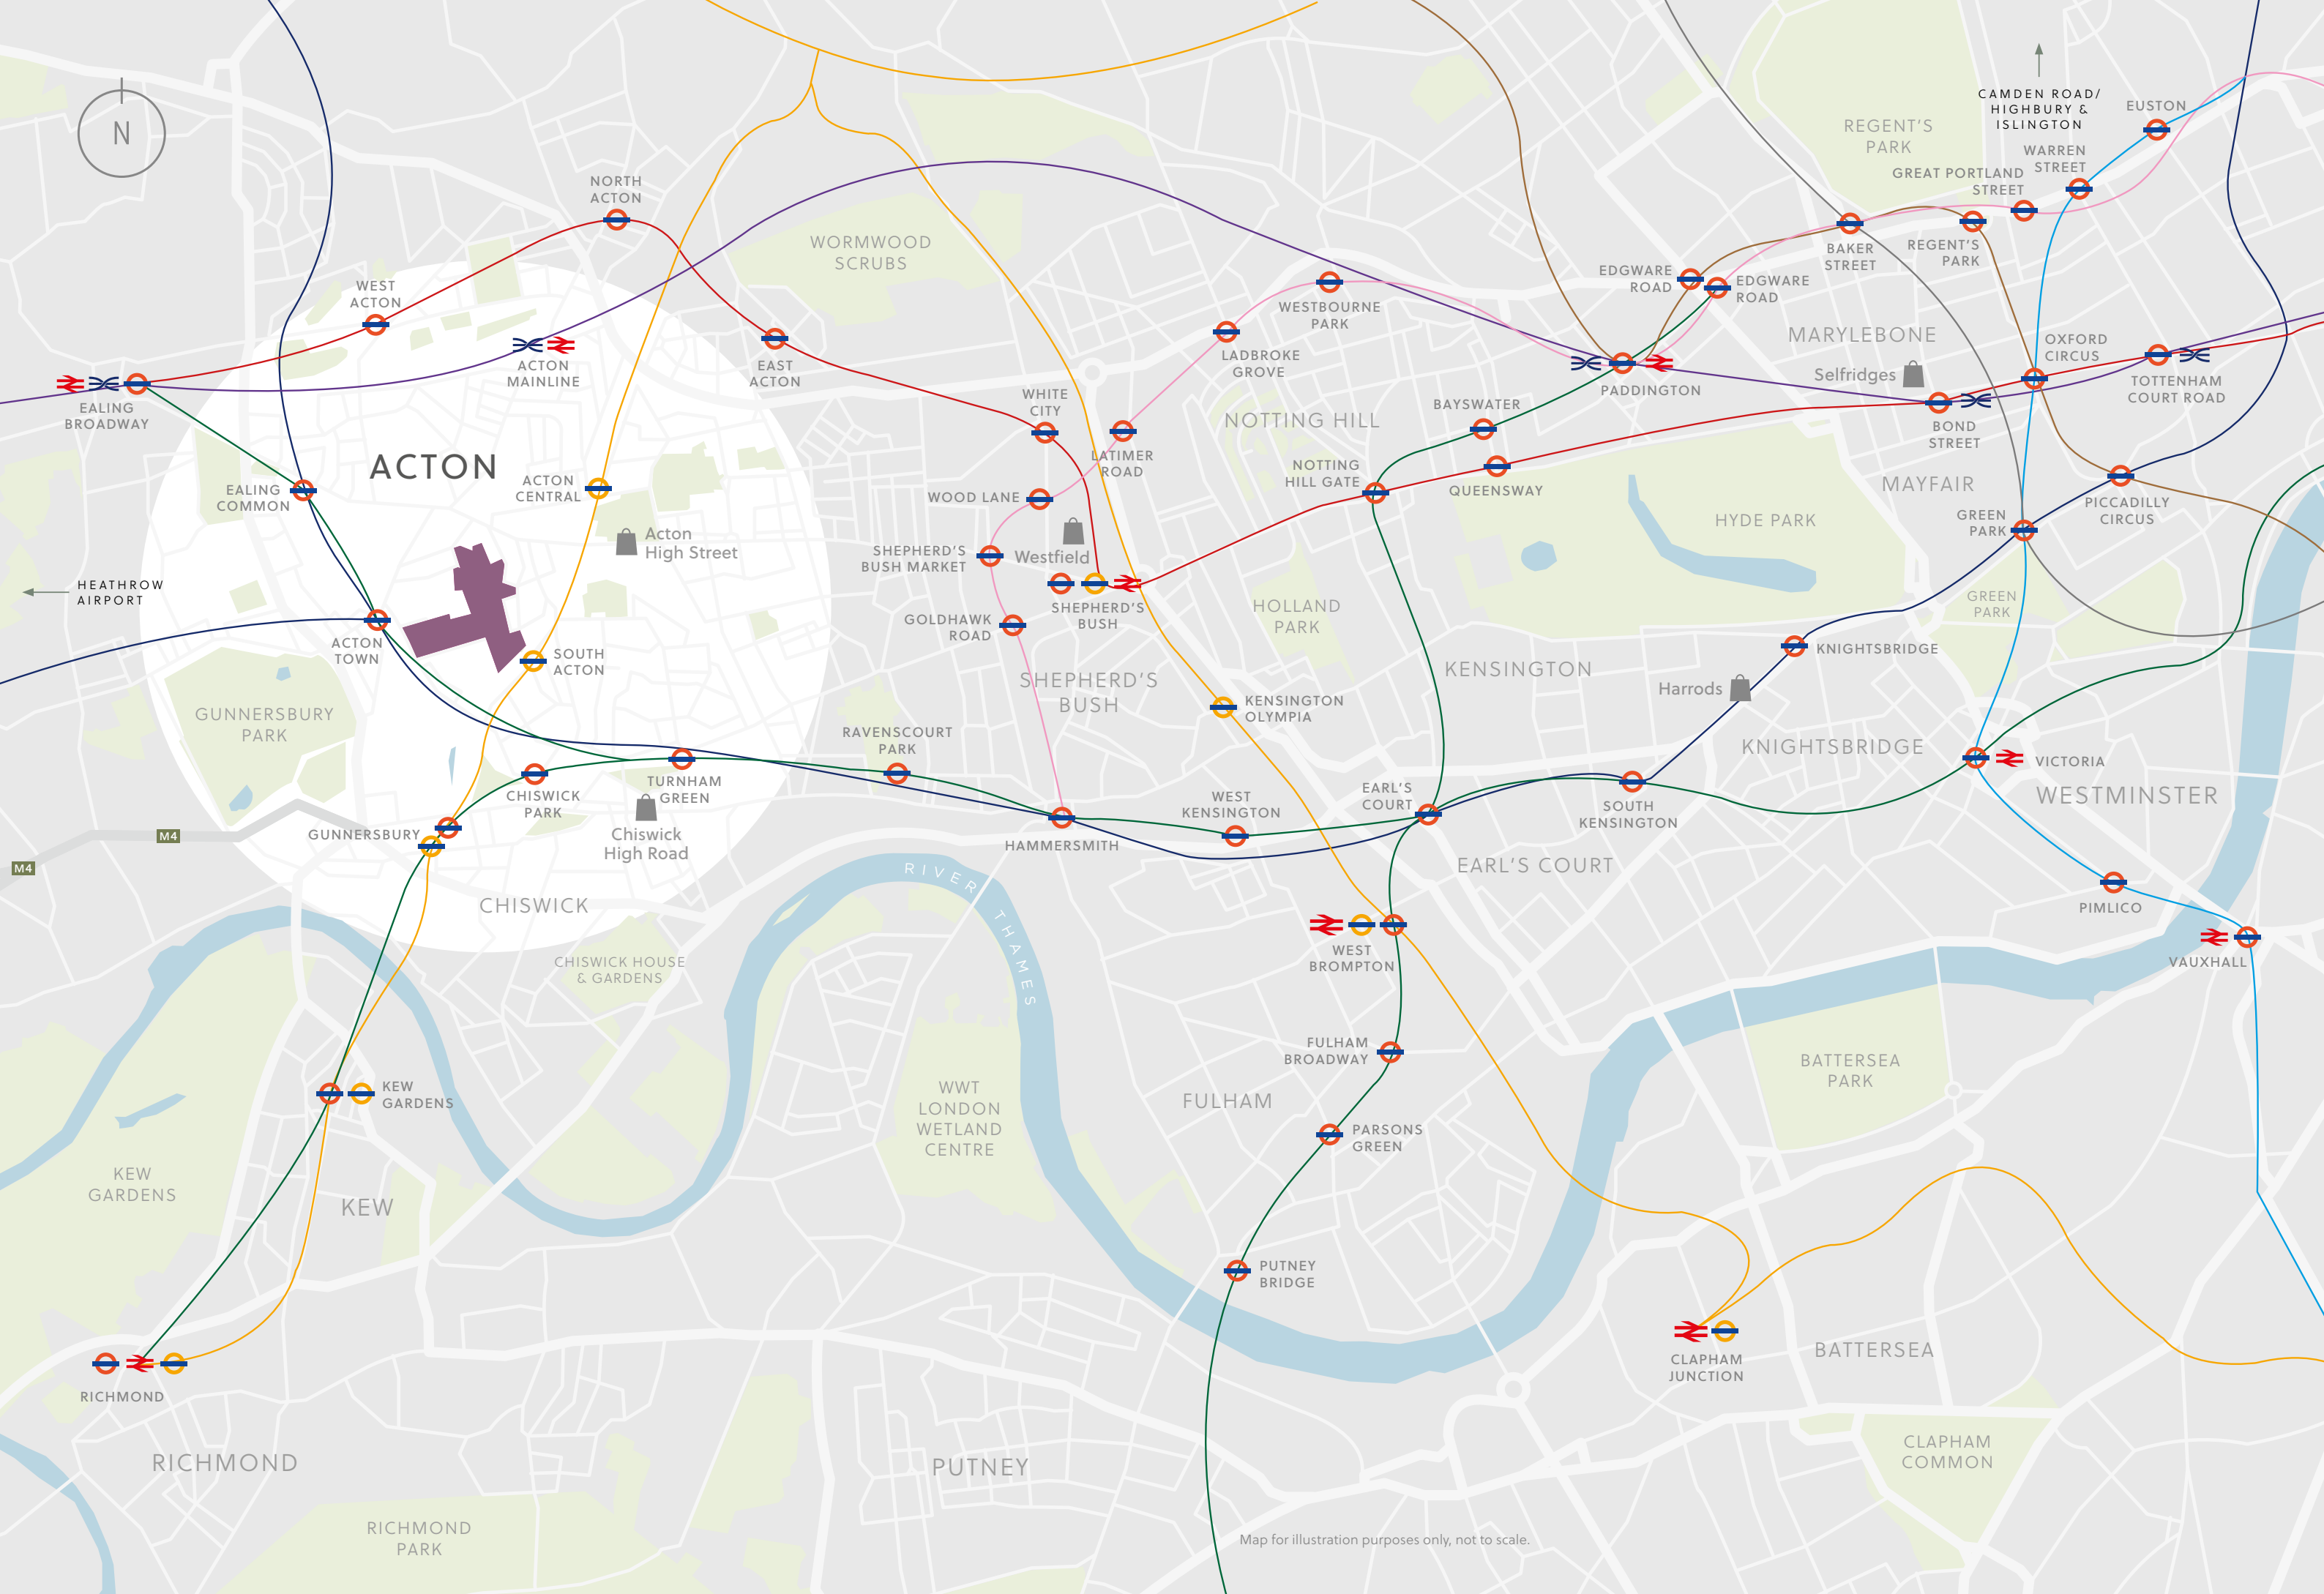 N
CAMDEN ROAD/
HIGHBURY &
ISLINGTON
EUSTON
REGENT'S
PARK
WARREN
STREET
GREAT PORTLAND
STREET
NORTH
ACTON
WORMWOOD
SCRUBS
BAKER
STREET
REGENT'S
PARK
EDGWARE
ROAD
EDGWARE
ROAD
WEST
ACTON
WESTBOURNE
PARK
MARYLEBONE
OXFORD
CIRCUS
ACTON
MAINLINE
EAST
ACTON
LADBROKE
GROVE
PADDINGTON
Selfridges
TOTTENHAM
COURT ROAD
EALING
BROADWAY
WHITE
CITY
BAYSWATER
NOTTING HILL
BOND
STREET
ACTON
LATIMER
ROAD
NOTTING
HILL GATE
QUEENSWAY
MAYFAIR
EALING
COMMON
ACTON
CENTRAL
WOOD LANE
PICCADILLY
CIRCUS
HYDE PARK
GREEN
PARK
Acton
High Street
SHEPHERD'S
BUSH MARKET
Westfield
HEATHROW
AIRPORT
SHEPHERD'S
BUSH
HOLLAND
PARK
GREEN
PARK
GOLDHAWK
ROAD
ACTON
TOWN
SOUTH
ACTON
KNIGHTSBRIDGE
KENSINGTON
SHEPHERD'S
BUSH
Harrods
KENSINGTON
OLYMPIA
GUNNERSBURY
PARK
RAVENSCOURT
PARK
KNIGHTSBRIDGE
VICTORIA
TURNHAM
GREEN
CHISWICK
PARK
WEST
KENSINGTON
EARL'S
COURT
SOUTH
KENSINGTON
WESTMINSTER
GUNNERSBURY
M4
Chiswick
High Road
HAMMERSMITH
M4
EARL'S COURT
RIVER THAMES
CHISWICK
PIMLICO
CHISWICK HOUSE
& GARDENS
WEST
BROMPTON
VAUXHALL
FULHAM
BROADWAY
BATTERSEA
PARK
KEW
GARDENS
WWT
LONDON
WETLAND
CENTRE
FULHAM
PARSONS
GREEN
KEW
GARDENS
KEW
PUTNEY
BRIDGE
CLAPHAM
JUNCTION
BATTERSEA
RICHMOND
RICHMOND
PUTNEY
CLAPHAM
COMMON
RICHMOND
PARK
Map for illustration purposes only, not to scale.